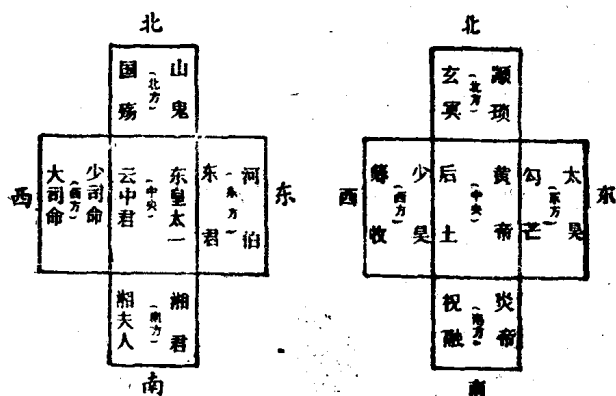 北
山鬼
(北方)
国殇
东
河伯
(东方)
东君
东皇太一
(中央)
云中君
少司命
(西方)
大司命
西
湘君
(南方)
湘夫人
南
北
颛顼
(北方)
玄冥
东
太昊
(东方)
勾芒
黄帝
(中央)
后土
少昊
(西方)
蓐收
西
炎帝
(南方)
祝融
南